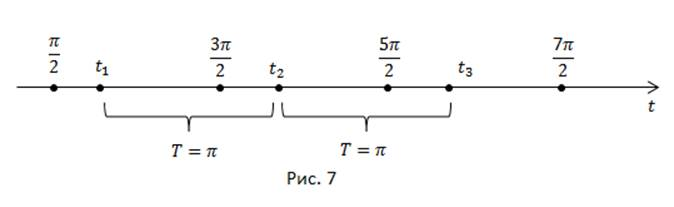 π/2 t₁ 3π/2 t₂ 5π/2 t₃ 7π/2
t
T = π T = π
Рис. 7